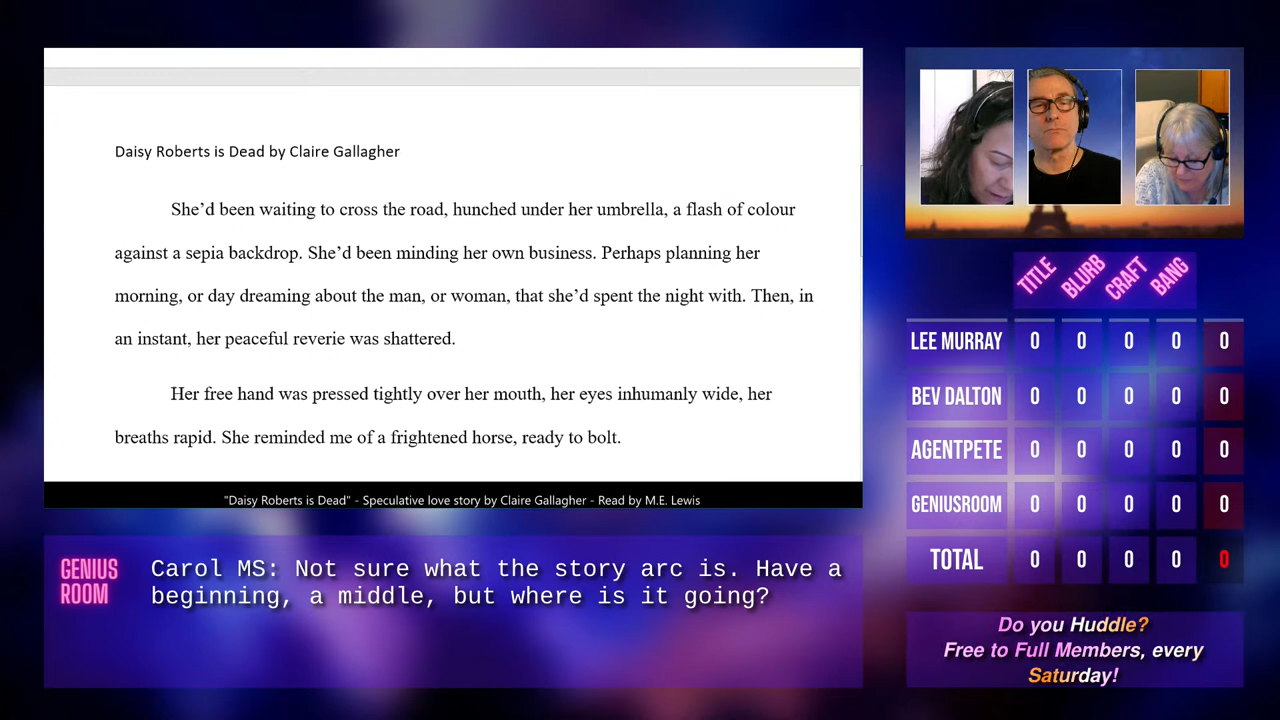 Daisy Roberts is Dead by Claire Gallagher
She’d been waiting to cross the road, hunched under her umbrella, a flash of colour
against a sepia backdrop. She’d been minding her own business. Perhaps planning her
morning, or day dreaming about the man, or woman, that she’d spent the night with. Then, in
an instant, her peaceful reverie was shattered.
Her free hand was pressed tightly over her mouth, her eyes inhumanly wide, her
breaths rapid. She reminded me of a frightened horse, ready to bolt.
"Daisy Roberts is Dead" - Speculative love story by Claire Gallagher - Read by M.E. Lewis
GENIUS
ROOM
Carol MS: Not sure what the story arc is. Have a
beginning, a middle, but where is it going?
TITLE BLURB CRAFT BANG
LEE MURRAY 0 0 0 0 0
BEV DALTON 0 0 0 0 0
AGENTPETE 0 0 0 0 0
GENIUSROOM 0 0 0 0 0
TOTAL 0 0 0 0 0
Do you Huddle?
Free to Full Members, every
Saturday!